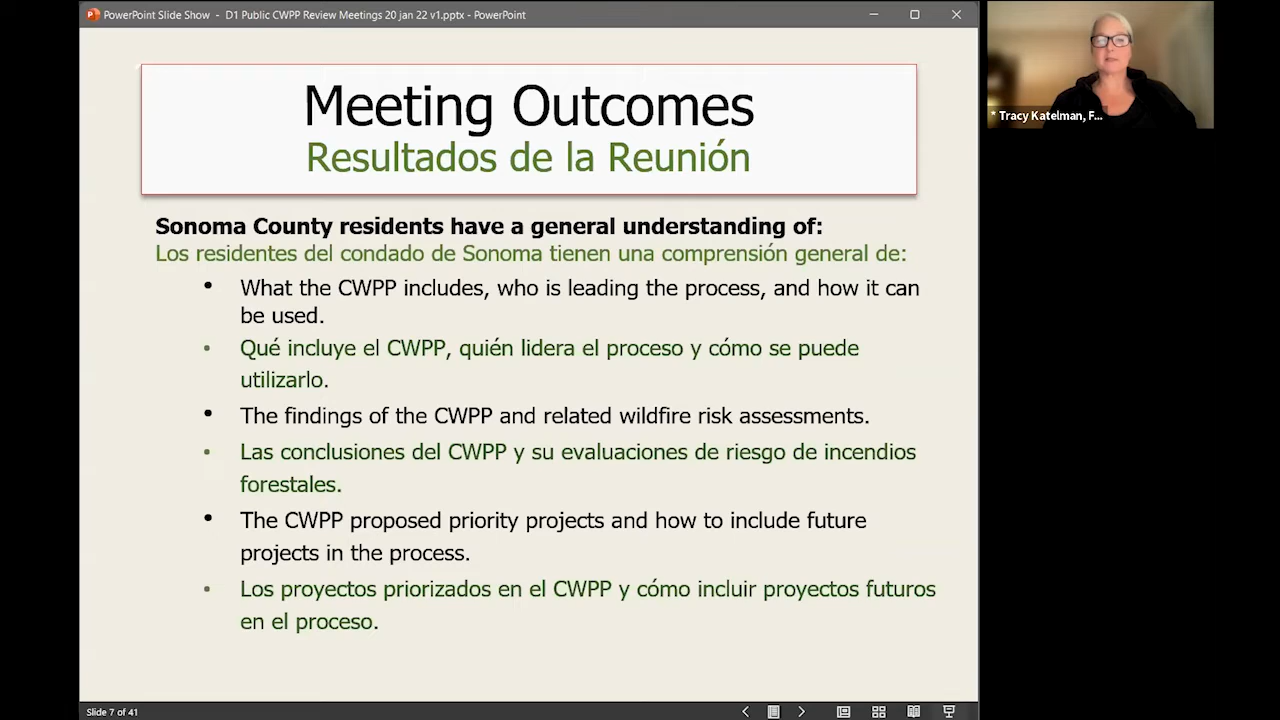 PowerPoint Slide Show - D1 Public CWPP Review Meetings 20 jan 22 v1.pptx - PowerPoint
* Tracy Katelman, F...
Meeting Outcomes
Resultados de la Reunión
Sonoma County residents have a general understanding of:
Los residentes del condado de Sonoma tienen una comprensión general de:
• What the CWPP includes, who is leading the process, and how it can
be used.
• Qué incluye el CWPP, quién lidera el proceso y cómo se puede
utilizarlo.
• The findings of the CWPP and related wildfire risk assessments.
• Las conclusiones del CWPP y su evaluaciones de riesgo de incendios
forestales.
• The CWPP proposed priority projects and how to include future
projects in the process.
• Los proyectos priorizados en el CWPP y cómo incluir proyectos futuros
en el proceso.
Slide 7 of 41